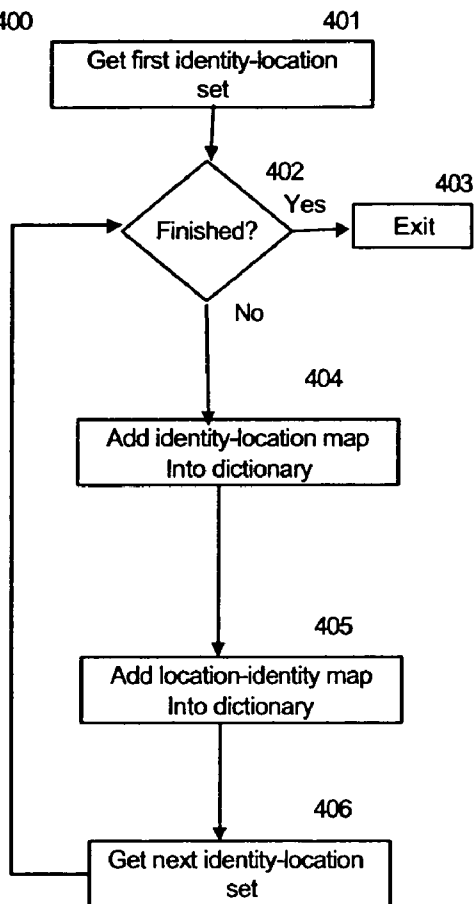 400
401
Get first identity-location
set
402
Yes
403
Finished?
Exit
No
404
Add identity-location map
Into dictionary
405
Add location-identity map
Into dictionary
406
Get next identity-location
set